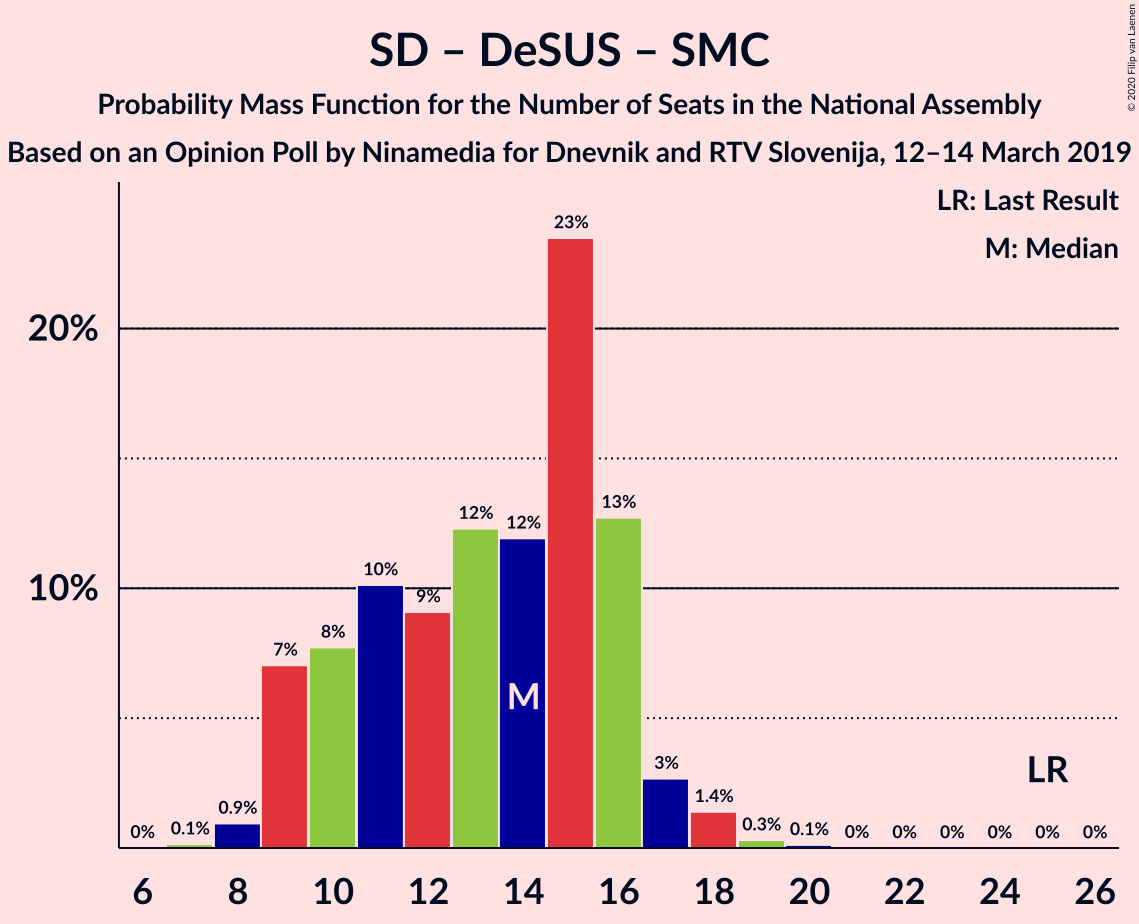 SD – DeSUS – SMC
Probability Mass Function for the Number of Seats in the National Assembly
Based on an Opinion Poll by Ninamedia for Dnevnik and RTV Slovenija, 12–14 March 2019
© 2020 Filip van Laenen
LR: Last Result
M: Median
20%
10%
0%
0.1%
0.9%
7%
8%
10%
9%
12%
12%
23%
13%
3%
1.4%
0.3%
0.1%
0%
0%
0%
0%
0%
0%
M
LR
6 8 10 12 14 16 18 20 22 24 26